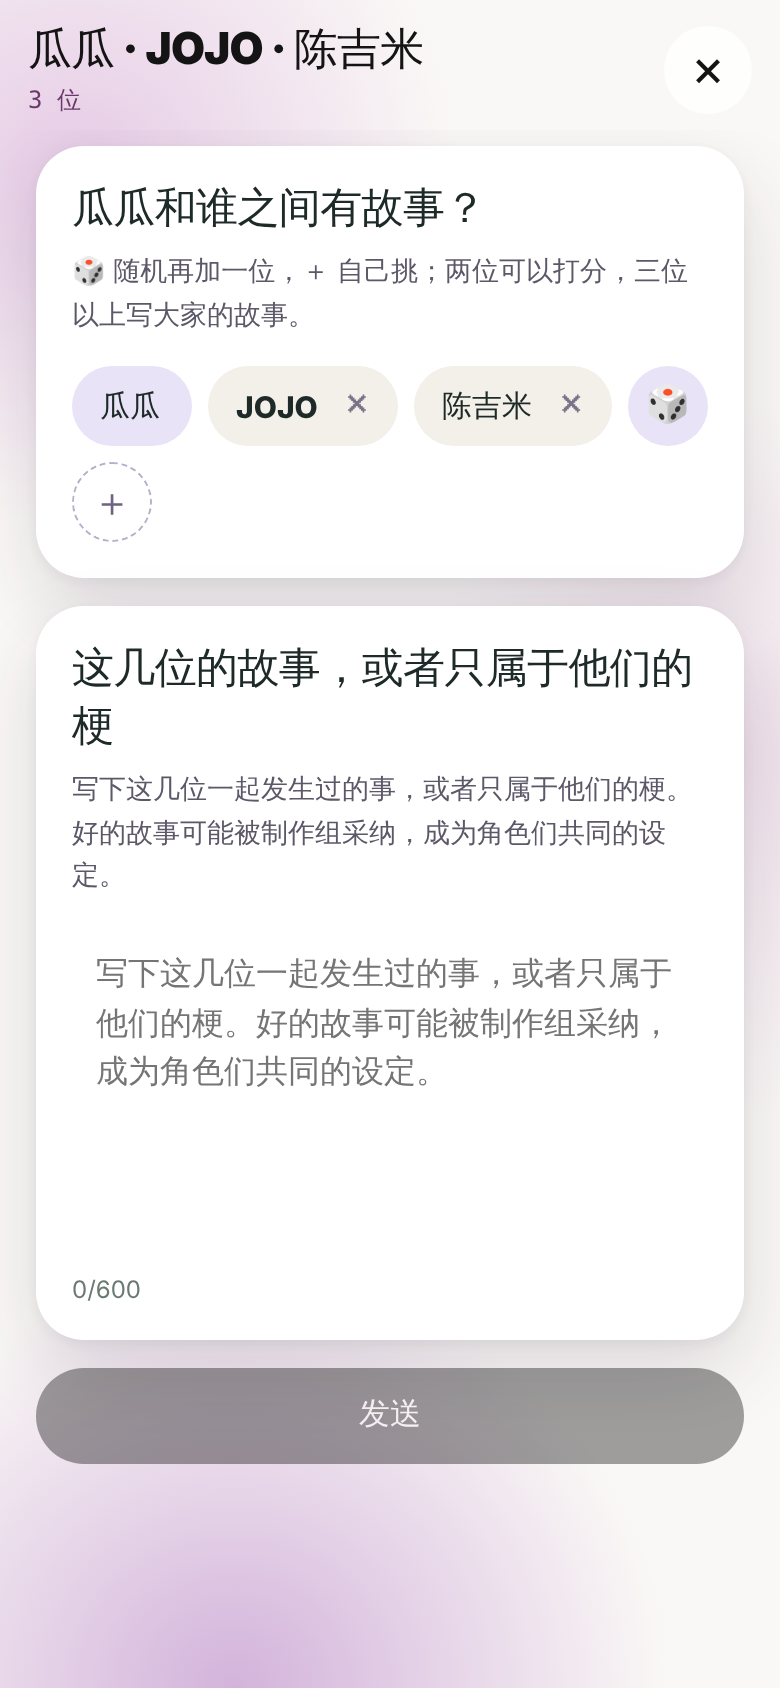 瓜瓜 · JOJO · 陈吉米
3 位
瓜瓜和谁之间有故事？
🎲 随机再加一位，＋ 自己挑；两位可以打分，三位
以上写大家的故事。
瓜瓜 JOJO × 陈吉米 × 🎲
＋
这几位的故事，或者只属于他们的
梗
写下这几位一起发生过的事，或者只属于他们的梗。
好的故事可能被制作组采纳，成为角色们共同的设
定。
写下这几位一起发生过的事，或者只属于
他们的梗。好的故事可能被制作组采纳，
成为角色们共同的设定。
0/600
发送